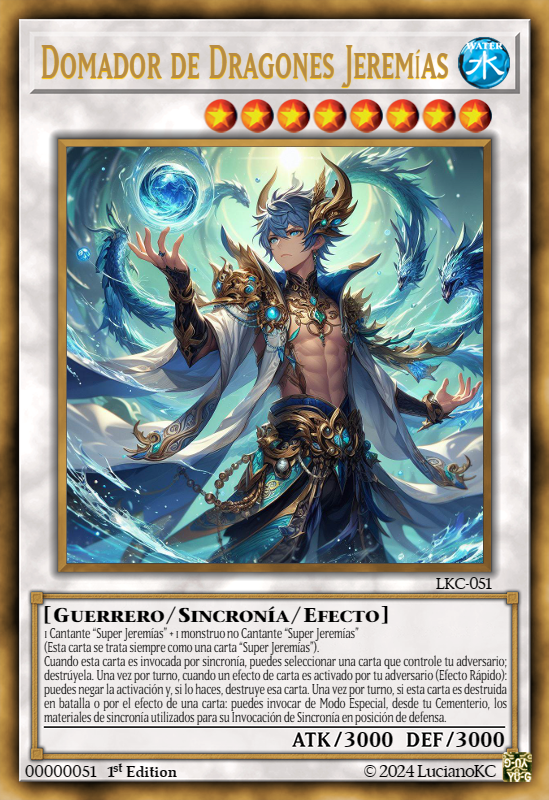 Domador de Dragones Jeremías
WATER
水
LKC-051
[Guerrero/Sincronía/Efecto]
1 Cantante “Super Jeremías” + 1 monstruo no Cantante “Super Jeremías”
(Esta carta se trata siempre como una carta “Super Jeremías”).
Cuando esta carta es invocada por sincronía, puedes seleccionar una carta que controle tu adversario;
destrúyela. Una vez por turno, cuando un efecto de carta es activado por tu adversario (Efecto Rápido):
puedes negar la activación y, si lo haces, destruye esa carta. Una vez por turno, si esta carta es destruida
en batalla o por el efecto de una carta: puedes invocar de Modo Especial, desde tu Cementerio, los
materiales de sincronía utilizados para su Invocación de Sincronía en posición de defensa.
ATK/3000 DEF/3000
00000051 1st Edition © 2024 LucianoKC